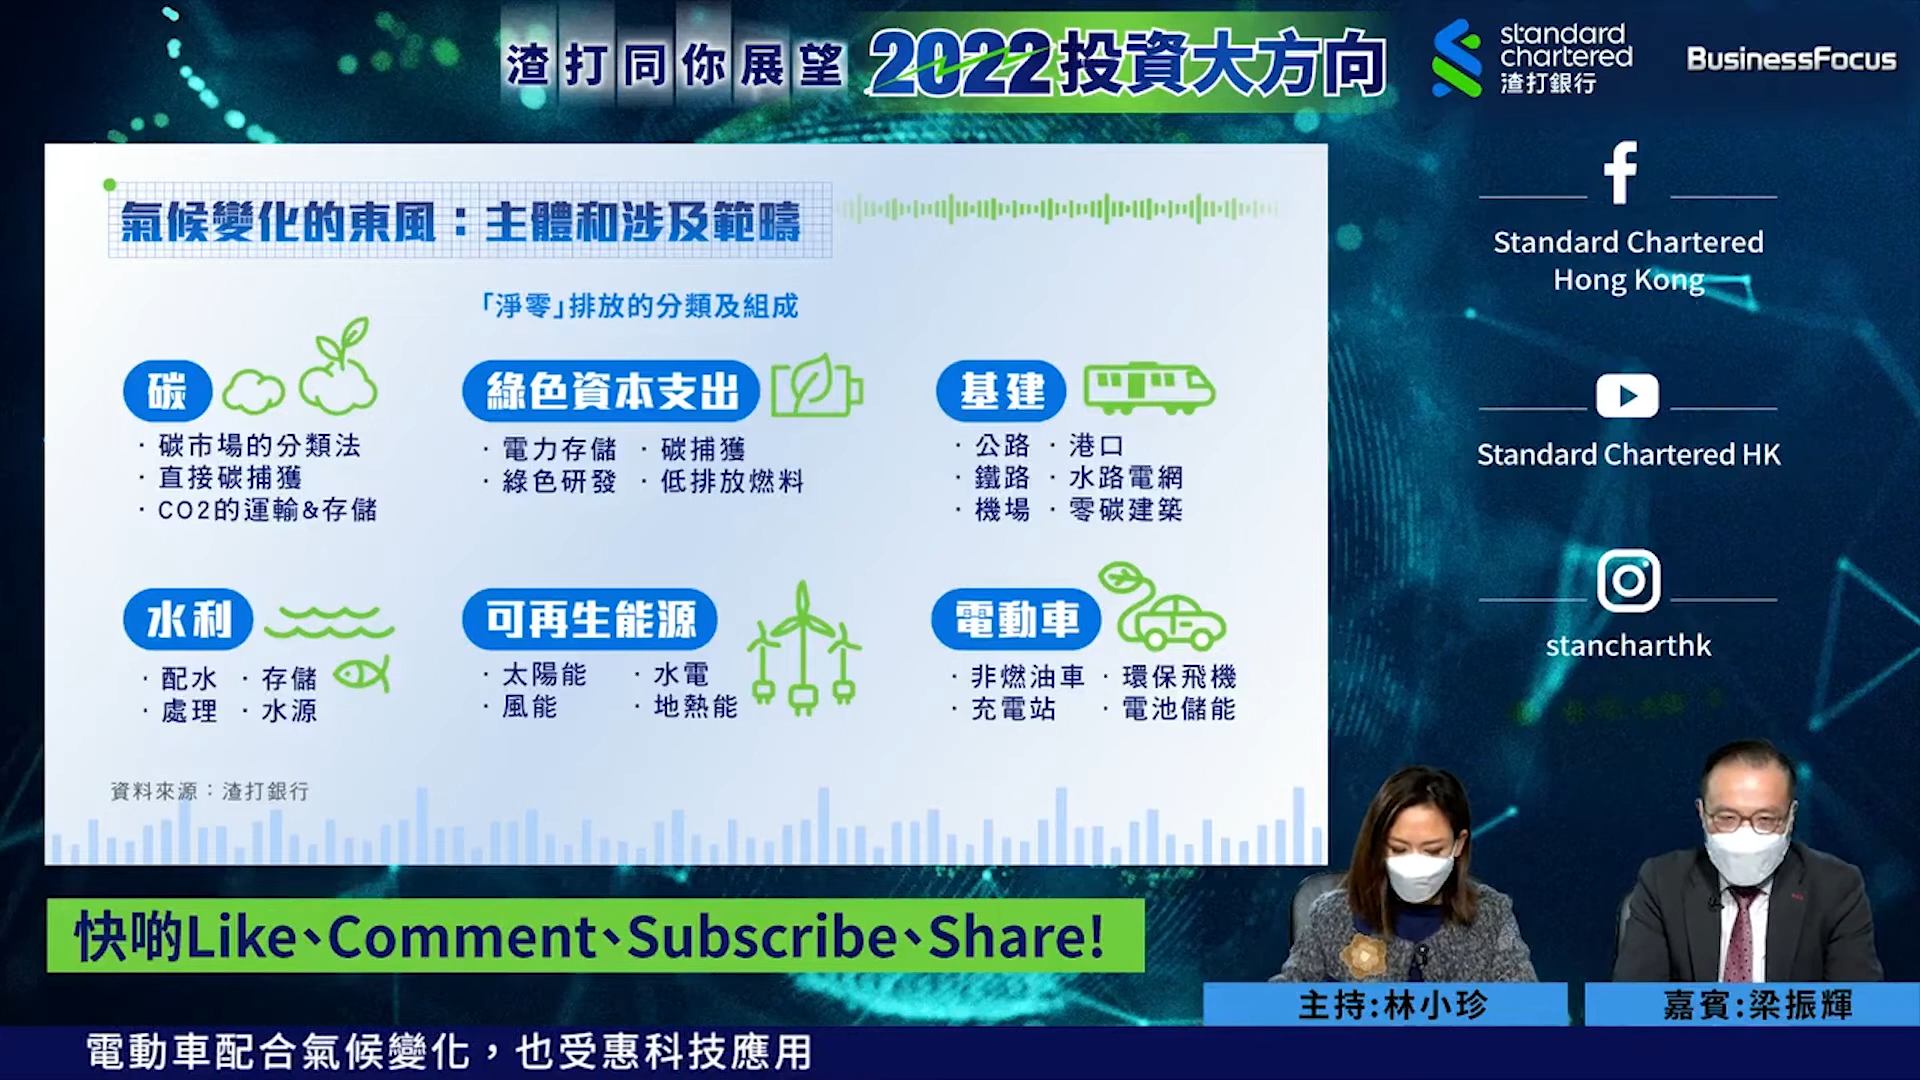 渣打同你展望 2022投資大方向
standard
chartered
渣打銀行
BusinessFocus
氣候變化的東風：主體和涉及範疇
「淨零」排放的分類及組成
碳
· 碳市場的分類法
· 直接碳捕獲
· CO2的運輸&存儲
綠色資本支出
· 電力存儲 · 碳捕獲
· 綠色研發 · 低排放燃料
基建
· 公路 · 港口
· 鐵路 · 水路電網
· 機場 · 零碳建築
水利
· 配水 · 存儲
· 處理 · 水源
可再生能源
· 太陽能 · 水電
· 風能 · 地熱能
電動車
· 非燃油車 · 環保飛機
· 充電站 · 電池儲能
資料來源：渣打銀行
Standard Chartered
Hong Kong
Standard Chartered HK
stancharthk
快啲Like、Comment、Subscribe、Share!
主持:林小珍
嘉賓:梁振輝
電動車配合氣候變化，也受惠科技應用